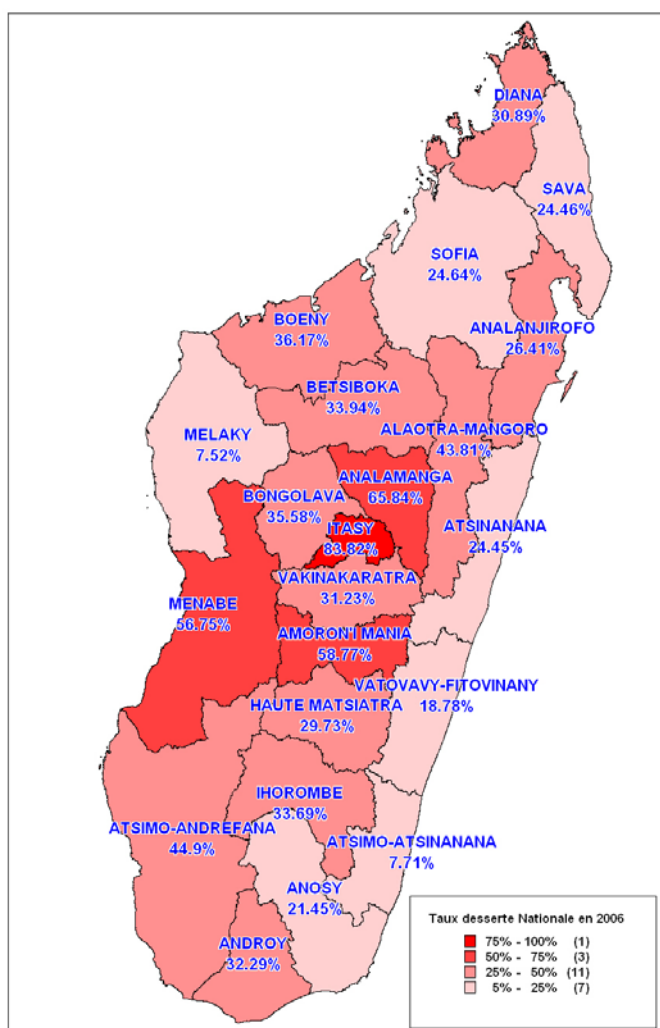 DIANA
30.89%
SAVA
24.46%
SOFIA
24.64%
ANALANJIROFO
26.41%
BOENY
36.17%
BETSIBOKA
33.94%
ALAOTRA-MANGORO
43.81%
MELAKY
7.52%
ANALAMANGA
65.84%
BONGOLAVA
35.58%
ITASY
83.82%
ATSINANANA
24.45%
VAKINAKARATRA
31.23%
MENABE
56.75%
AMORON'I MANIA
58.77%
VATOVAVY-FITOVINANY
18.78%
HAUTE MATSIATRA
29.73%
IHOROMBE
33.69%
ATSIMO-ANDREFANA
44.9%
ATSIMO-ATSINANANA
7.71%
ANOSY
21.45%
ANDROY
32.29%
Taux desserte Nationale en 2006
75% - 100% (1)
50% - 75% (3)
25% - 50% (11)
5% - 25% (7)